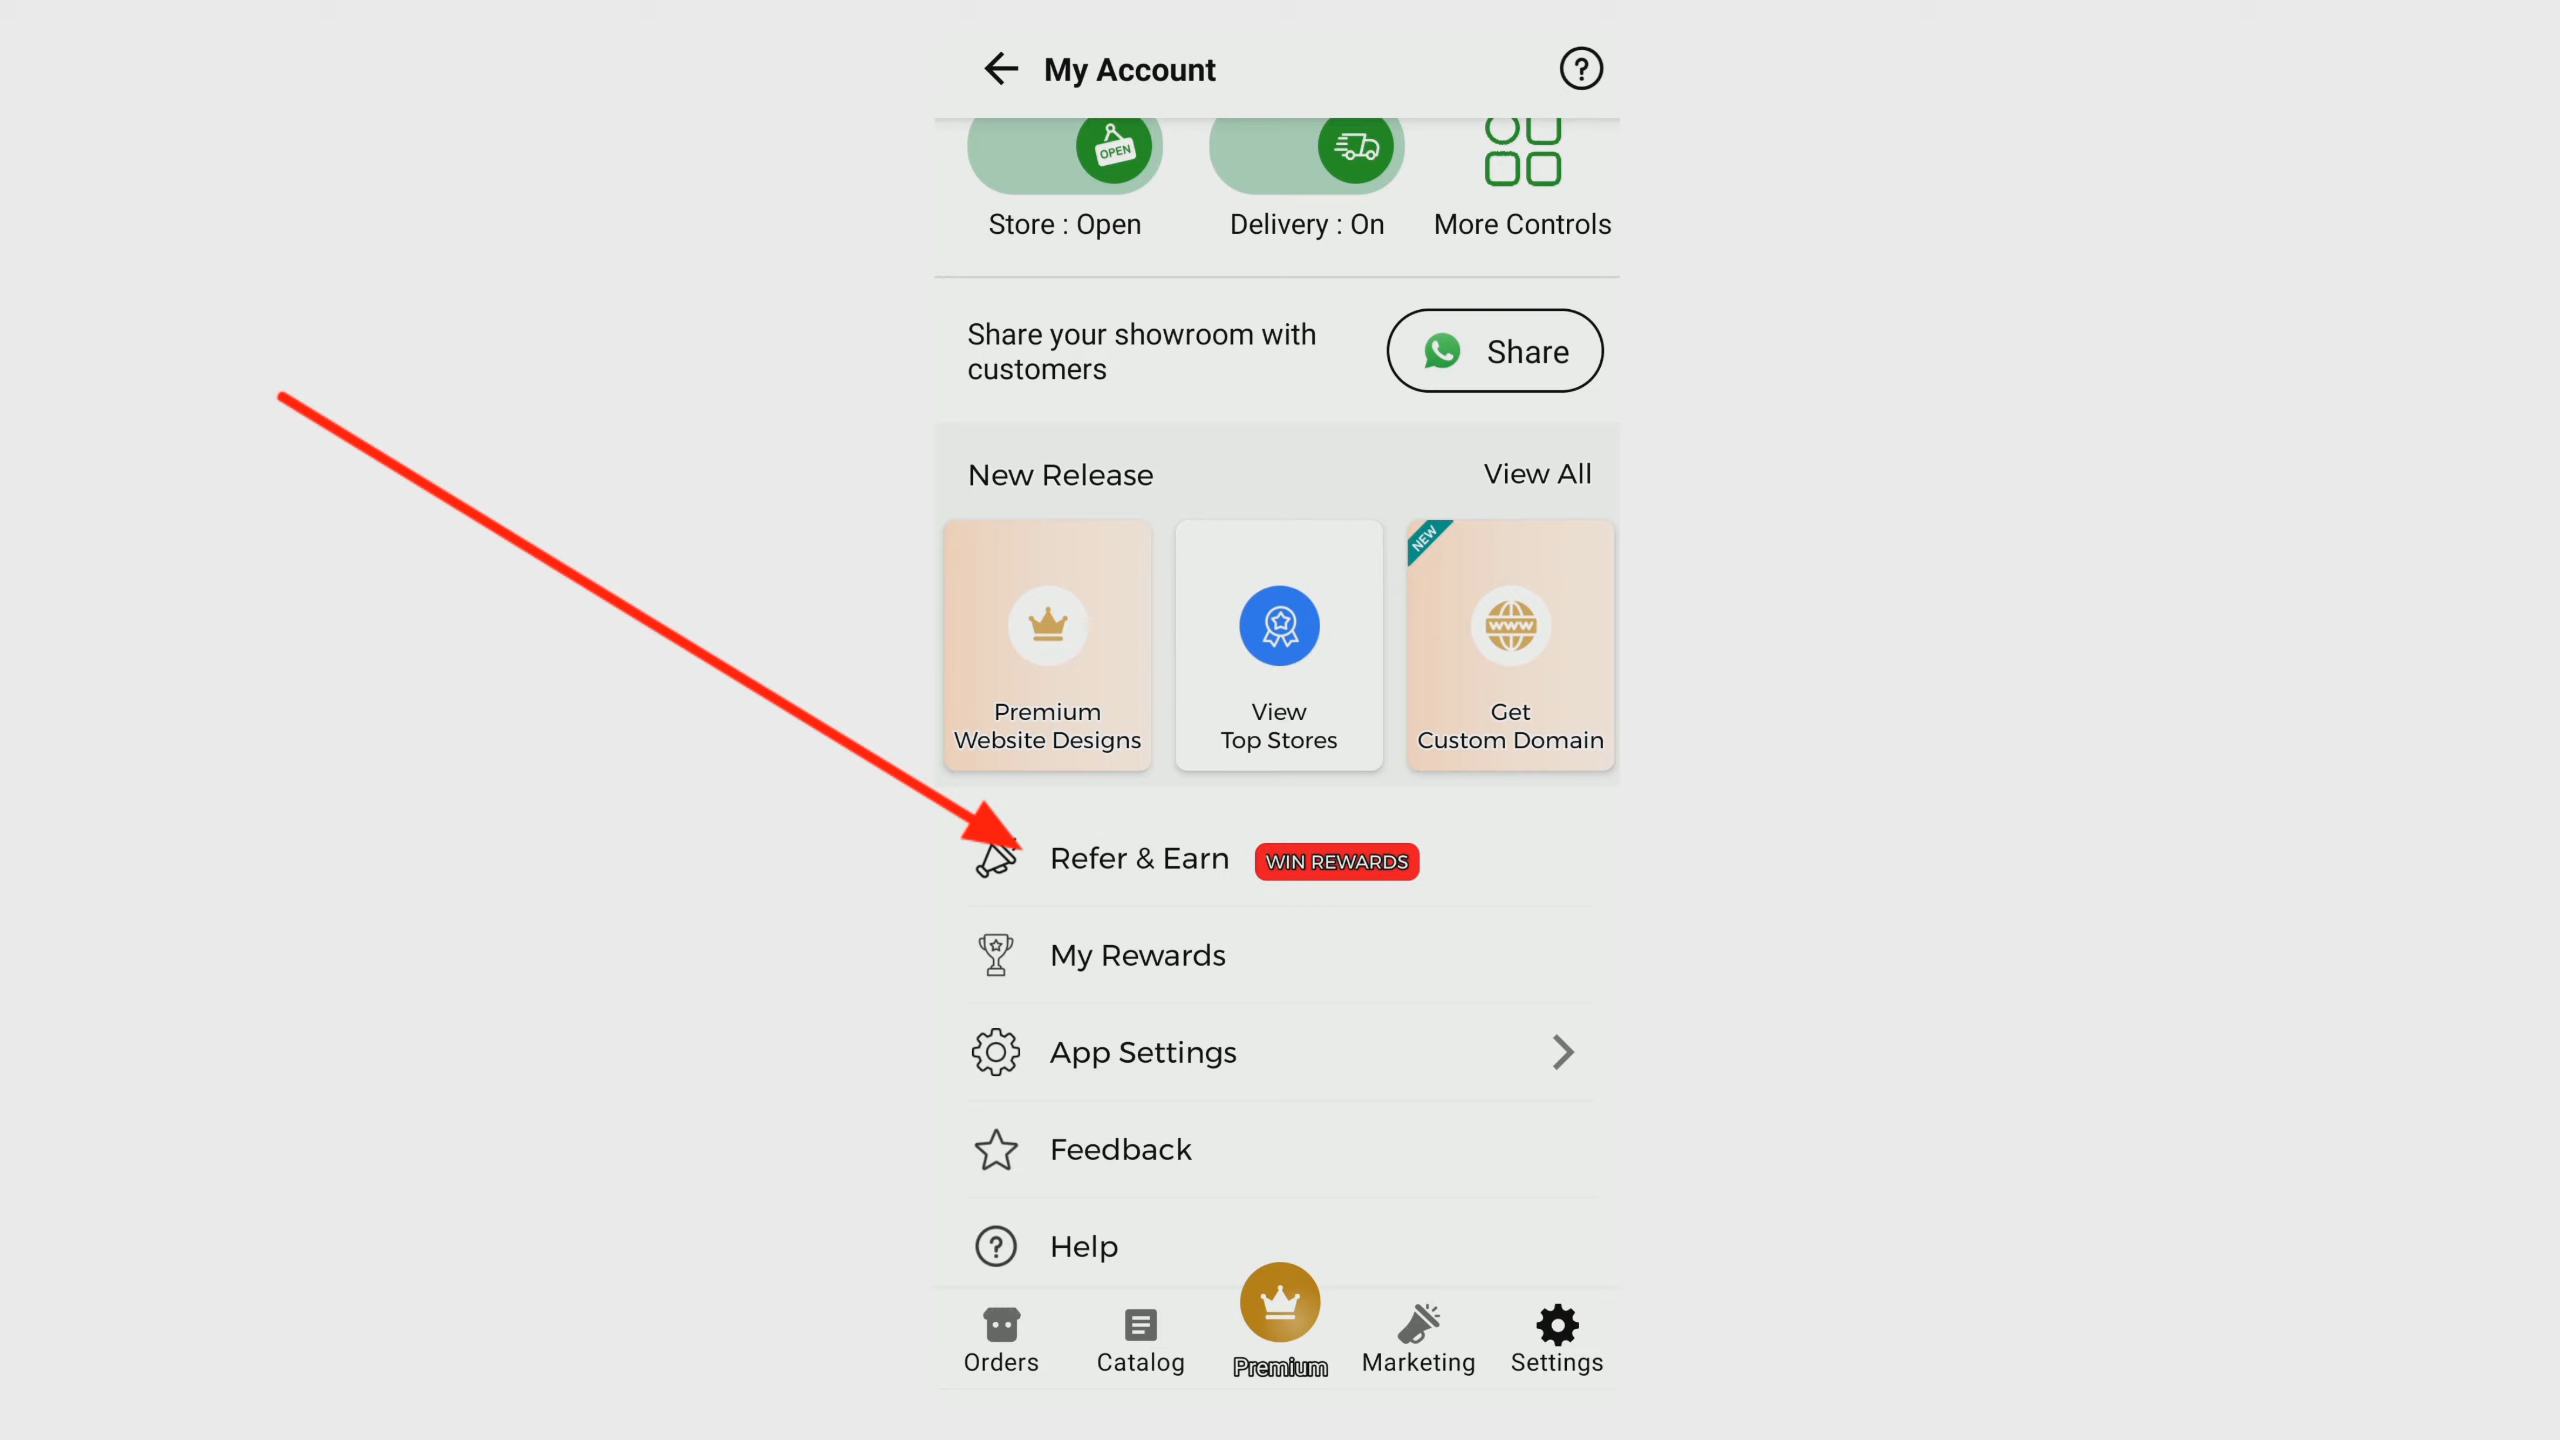 My Account
?
OPEN
Store : Open
Delivery : On
More Controls
Share your showroom with
customers
Share
New Release
View All
Premium
Website Designs
View
Top Stores
NEW
WWW
Get
Custom Domain
Refer & Earn
WIN REWARDS
My Rewards
App Settings
Feedback
?
Help
Orders
Catalog
Premium
Marketing
Settings